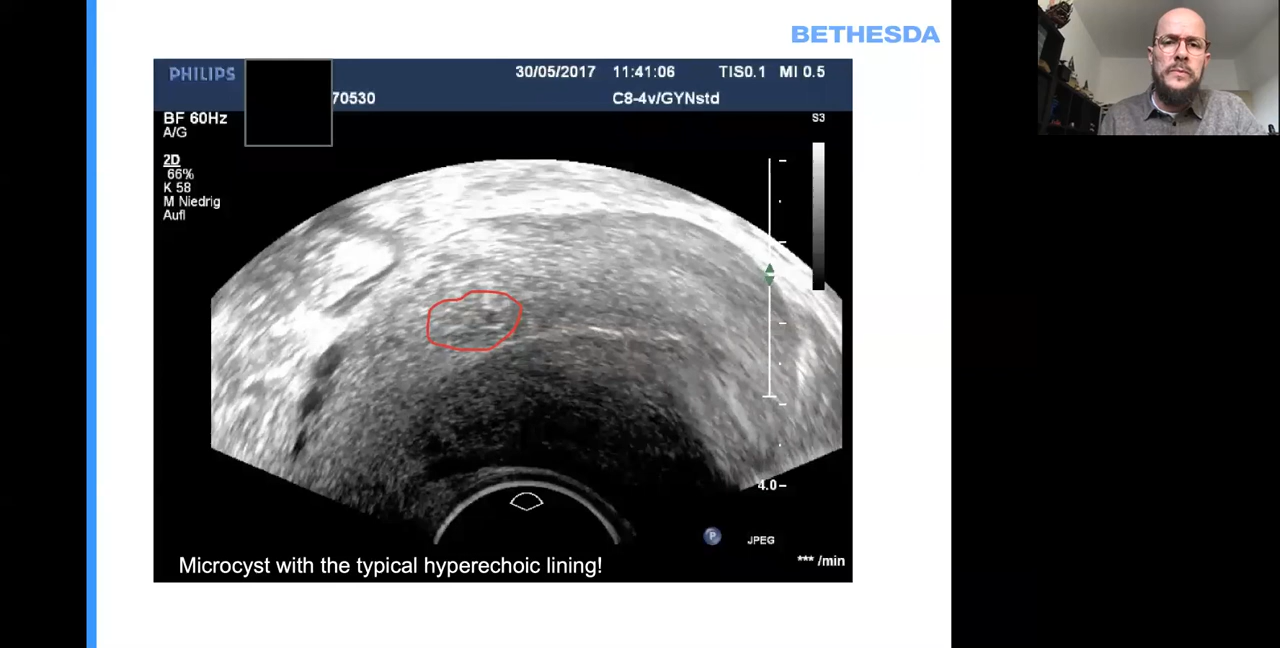 BETHESDA
PHILIPS
30/05/2017 11:41:06 TIS0.1 MI 0.5
70530 C8-4v/GYNstd
BF 60Hz
A/G
S3
2D
66%
K 58
M Niedrig
Aufl
4.0
P
JPEG
*** /min
Microcyst with the typical hyperechoic lining!